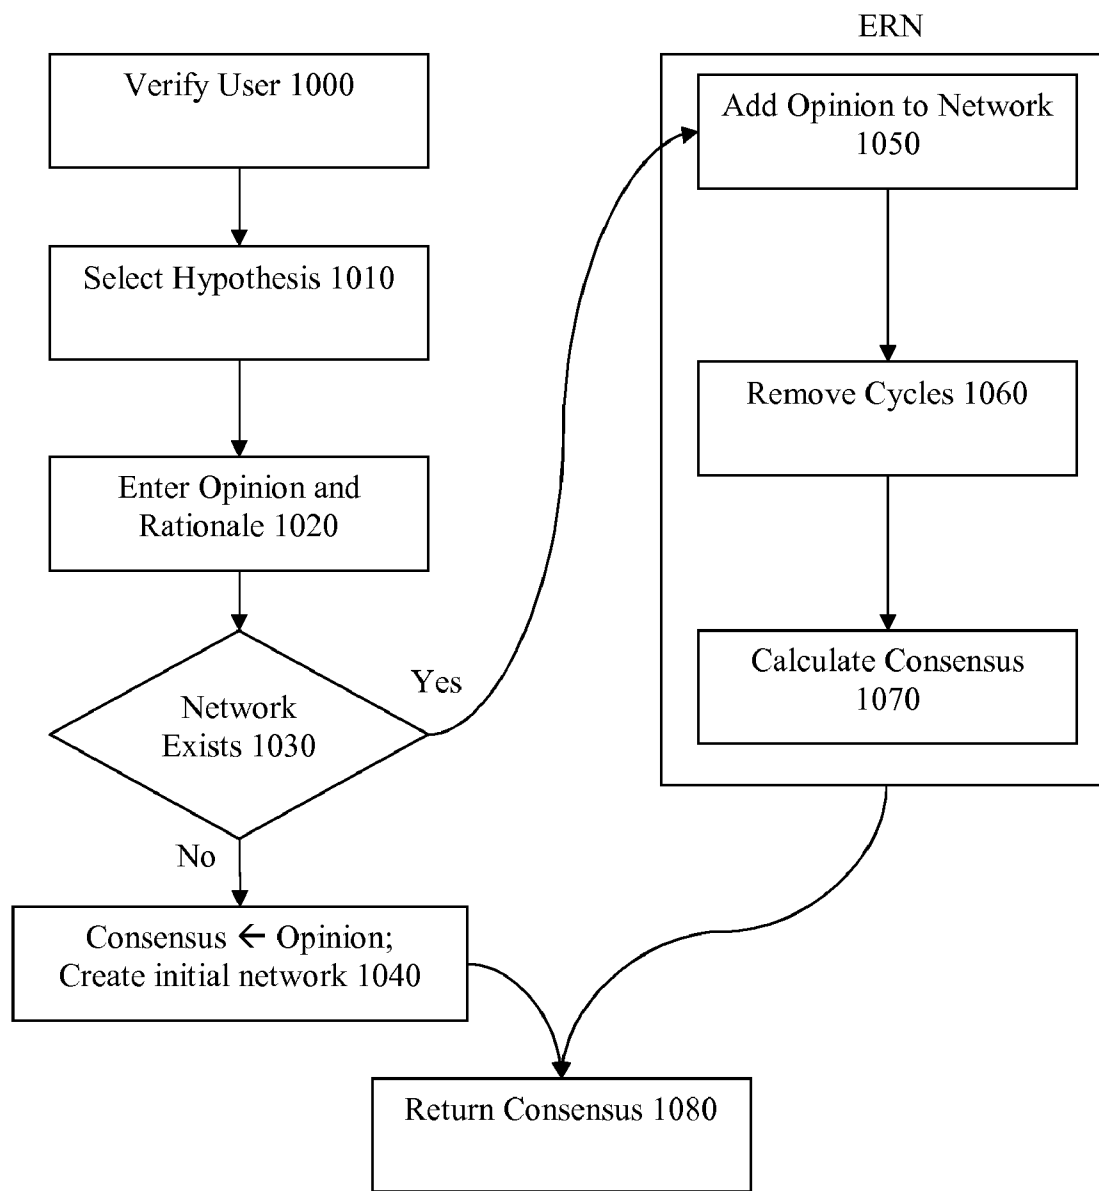 Verify User 1000
Select Hypothesis 1010
Enter Opinion and
Rationale 1020
Network
Exists 1030
Yes
No
Consensus ← Opinion;
Create initial network 1040
ERN
Add Opinion to Network
1050
Remove Cycles 1060
Calculate Consensus
1070
Return Consensus 1080